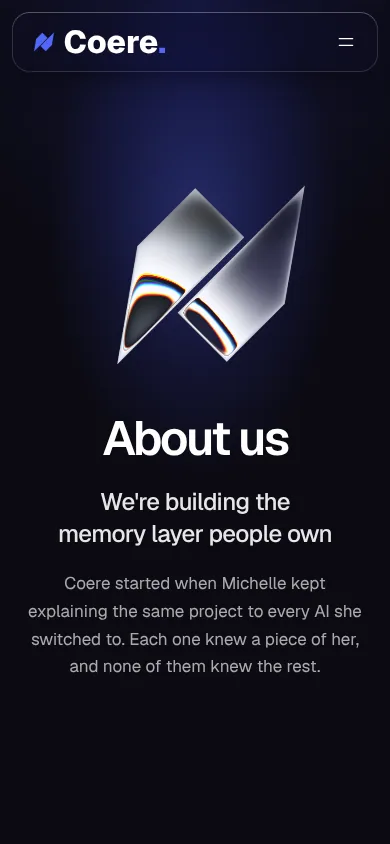 Coere.
About us
We're building the
memory layer people own
Coere started when Michelle kept
explaining the same project to every AI she
switched to. Each one knew a piece of her,
and none of them knew the rest.